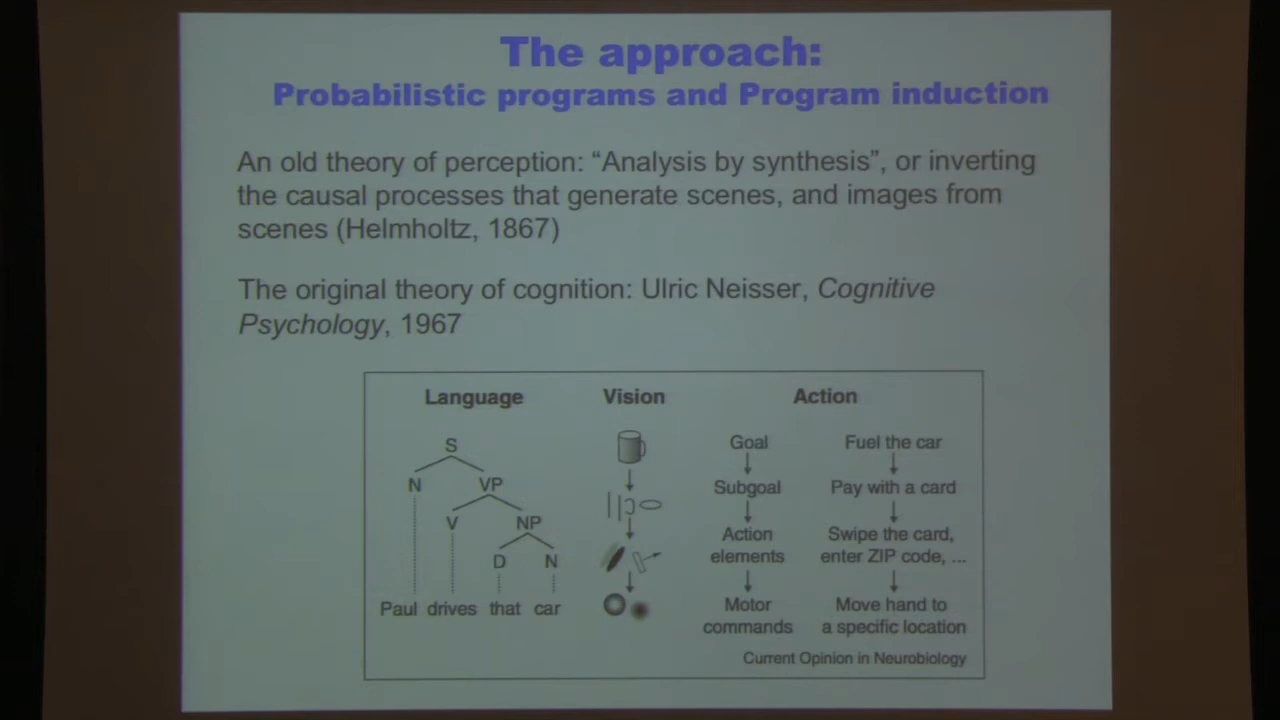 The approach:
Probabilistic programs and Program induction
An old theory of perception: “Analysis by synthesis”, or inverting
the causal processes that generate scenes, and images from
scenes (Helmholtz, 1867)
The original theory of cognition: Ulric Neisser, Cognitive
Psychology, 1967
Language
S
N VP
V NP
D N
Paul drives that car
Vision
Action
Goal
Subgoal
Action
elements
Motor
commands
Fuel the car
Pay with a card
Swipe the card,
enter ZIP code, ...
Move hand to
a specific location
Current Opinion in Neurobiology